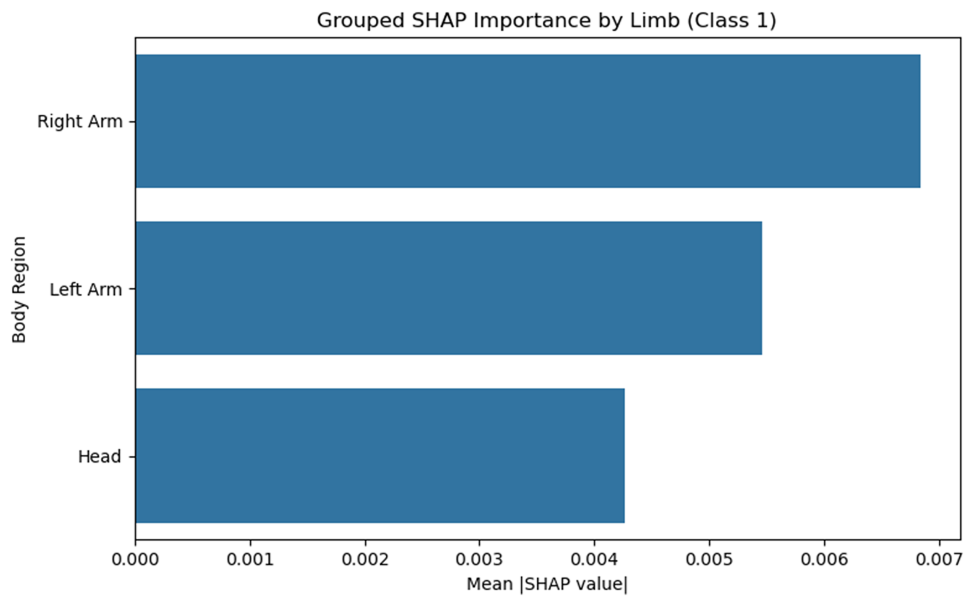 Grouped SHAP Importance by Limb (Class 1)
Right Arm
Left Arm
Head
Body Region
0.000 0.001 0.002 0.003 0.004 0.005 0.006 0.007
Mean |SHAP value|